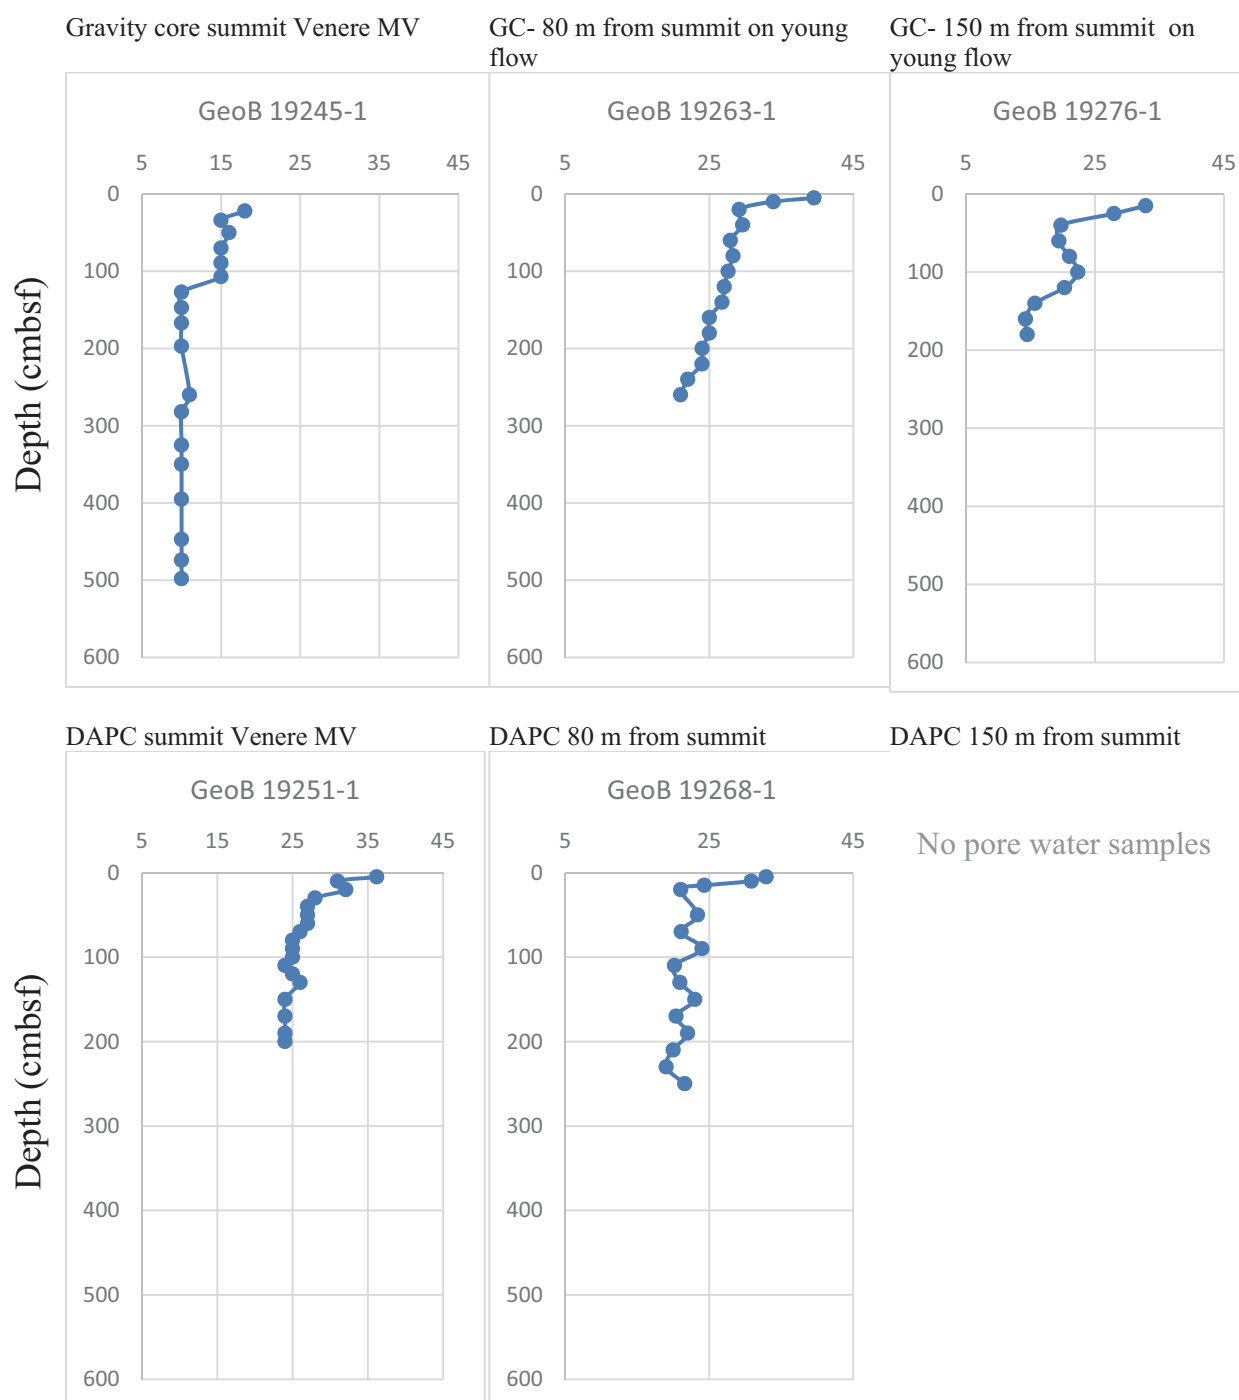 Gravity core summit Venere MV
GC- 80 m from summit on young
flow
GC- 150 m from summit on
young flow
GeoB 19245-1
5 15 25 35 45
0
100
200
300
400
500
600
GeoB 19263-1
5 25 45
0
100
200
300
400
500
600
GeoB 19276-1
5 25 45
0
100
200
300
400
500
600
Depth (cmbsf)
DAPC summit Venere MV
DAPC 80 m from summit
DAPC 150 m from summit
GeoB 19251-1
5 15 25 35 45
0
100
200
300
400
500
600
GeoB 19268-1
5 25 45
0
100
200
300
400
500
600
No pore water samples
Depth (cmbsf)